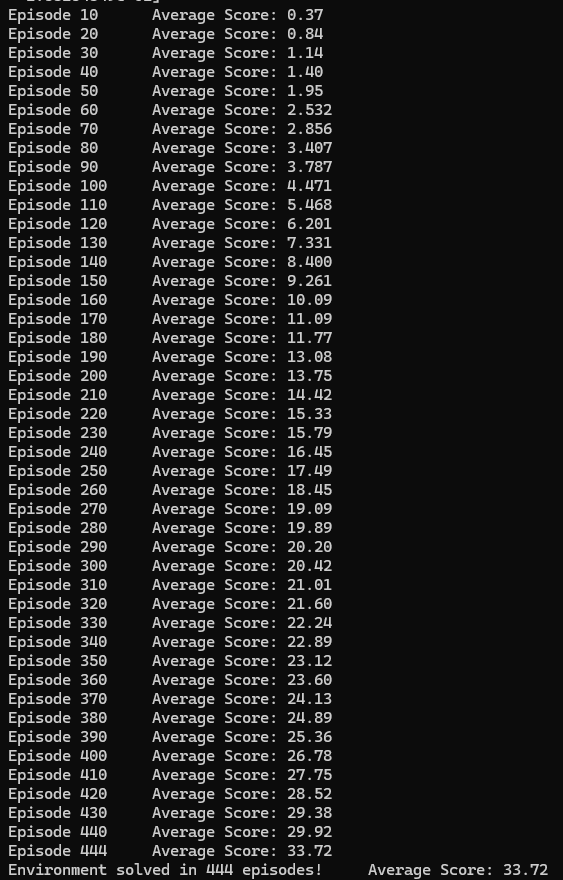 Episode 10 Average Score: 0.37
Episode 20 Average Score: 0.84
Episode 30 Average Score: 1.14
Episode 40 Average Score: 1.40
Episode 50 Average Score: 1.95
Episode 60 Average Score: 2.532
Episode 70 Average Score: 2.856
Episode 80 Average Score: 3.407
Episode 90 Average Score: 3.787
Episode 100 Average Score: 4.471
Episode 110 Average Score: 5.468
Episode 120 Average Score: 6.201
Episode 130 Average Score: 7.331
Episode 140 Average Score: 8.400
Episode 150 Average Score: 9.261
Episode 160 Average Score: 10.09
Episode 170 Average Score: 11.09
Episode 180 Average Score: 11.77
Episode 190 Average Score: 13.08
Episode 200 Average Score: 13.75
Episode 210 Average Score: 14.42
Episode 220 Average Score: 15.33
Episode 230 Average Score: 15.79
Episode 240 Average Score: 16.45
Episode 250 Average Score: 17.49
Episode 260 Average Score: 18.45
Episode 270 Average Score: 19.09
Episode 280 Average Score: 19.89
Episode 290 Average Score: 20.20
Episode 300 Average Score: 20.42
Episode 310 Average Score: 21.01
Episode 320 Average Score: 21.60
Episode 330 Average Score: 22.24
Episode 340 Average Score: 22.89
Episode 350 Average Score: 23.12
Episode 360 Average Score: 23.60
Episode 370 Average Score: 24.13
Episode 380 Average Score: 24.89
Episode 390 Average Score: 25.36
Episode 400 Average Score: 26.78
Episode 410 Average Score: 27.75
Episode 420 Average Score: 28.52
Episode 430 Average Score: 29.38
Episode 440 Average Score: 29.92
Episode 444 Average Score: 33.72
Environment solved in 444 episodes! Average Score: 33.72